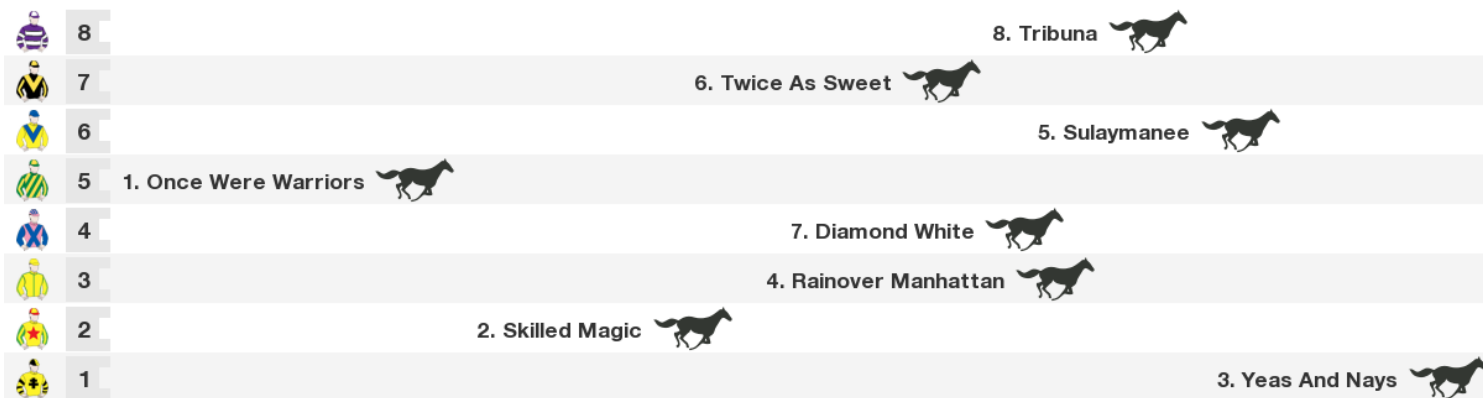 8 8. Tribuna
7 6. Twice As Sweet
6 5. Sulaymanee
5 1. Once Were Warriors
4 7. Diamond White
3 4. Rainover Manhattan
2 2. Skilled Magic
1 3. Yeas And Nays